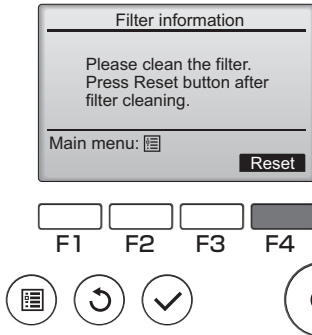 Filter information
Please clean the filter.
Press Reset button after
filter cleaning.
Main menu:
Reset
F1 F2 F3 F4